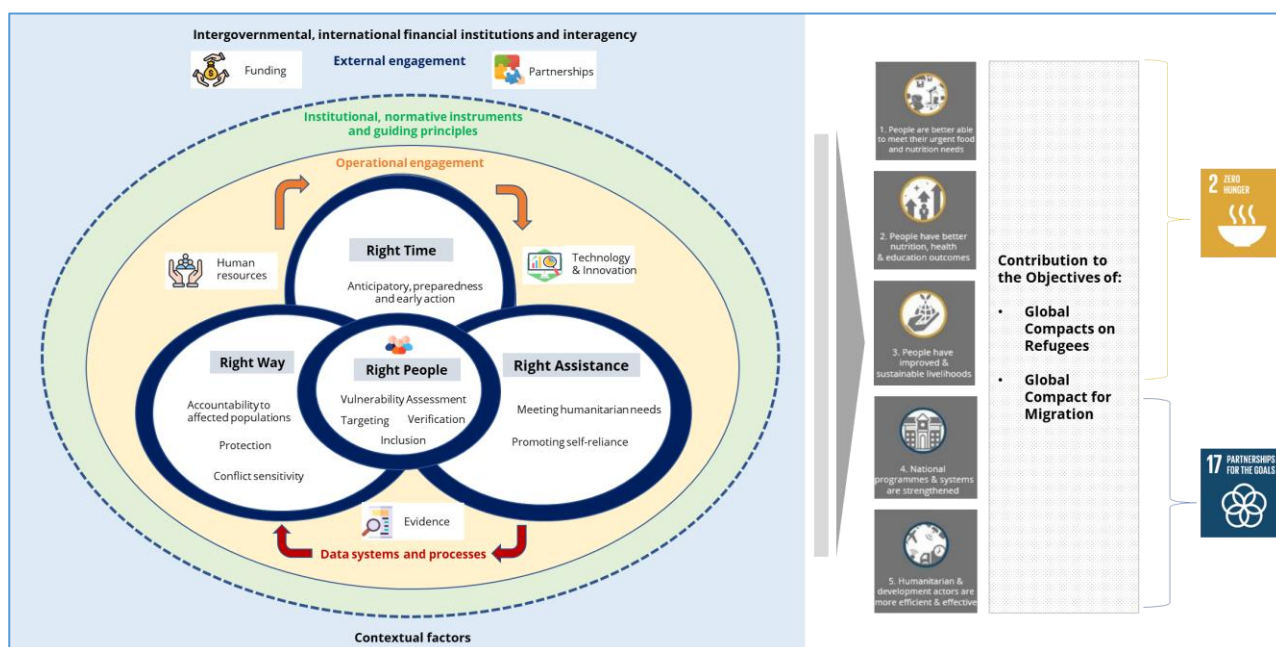 Intergovernmental, international financial institutions and interagency
Funding
External engagement
Partnerships
Institutional, normative instruments
and guiding principles
Operational engagement
Human
resources
Right Time
Anticipatory, preparedness
and early action
Technology
& Innovation
Right Way
Accountability to
affected populations
Protection
Conflict sensitivity
Right People
Vulnerability Assessment
Targeting
Verification
Inclusion
Right Assistance
Meeting humanitarian needs
Promoting self-reliance
Evidence
Data systems and processes
Contextual factors
1. People are better able
to meet their urgent food
and nutrition needs
2. People have better
nutrition, health
& education outcomes
3. People have
improved &
sustainable livelihoods
4. National
programmes & systems
are strengthened
5. Humanitarian &
development actors are
more efficient & effective
Contribution to
the Objectives of:
• Global
Compacts on
Refugees
• Global
Compact for
Migration
2 ZERO
HUNGER
17 PARTNERSHIPS
FOR THE GOALS